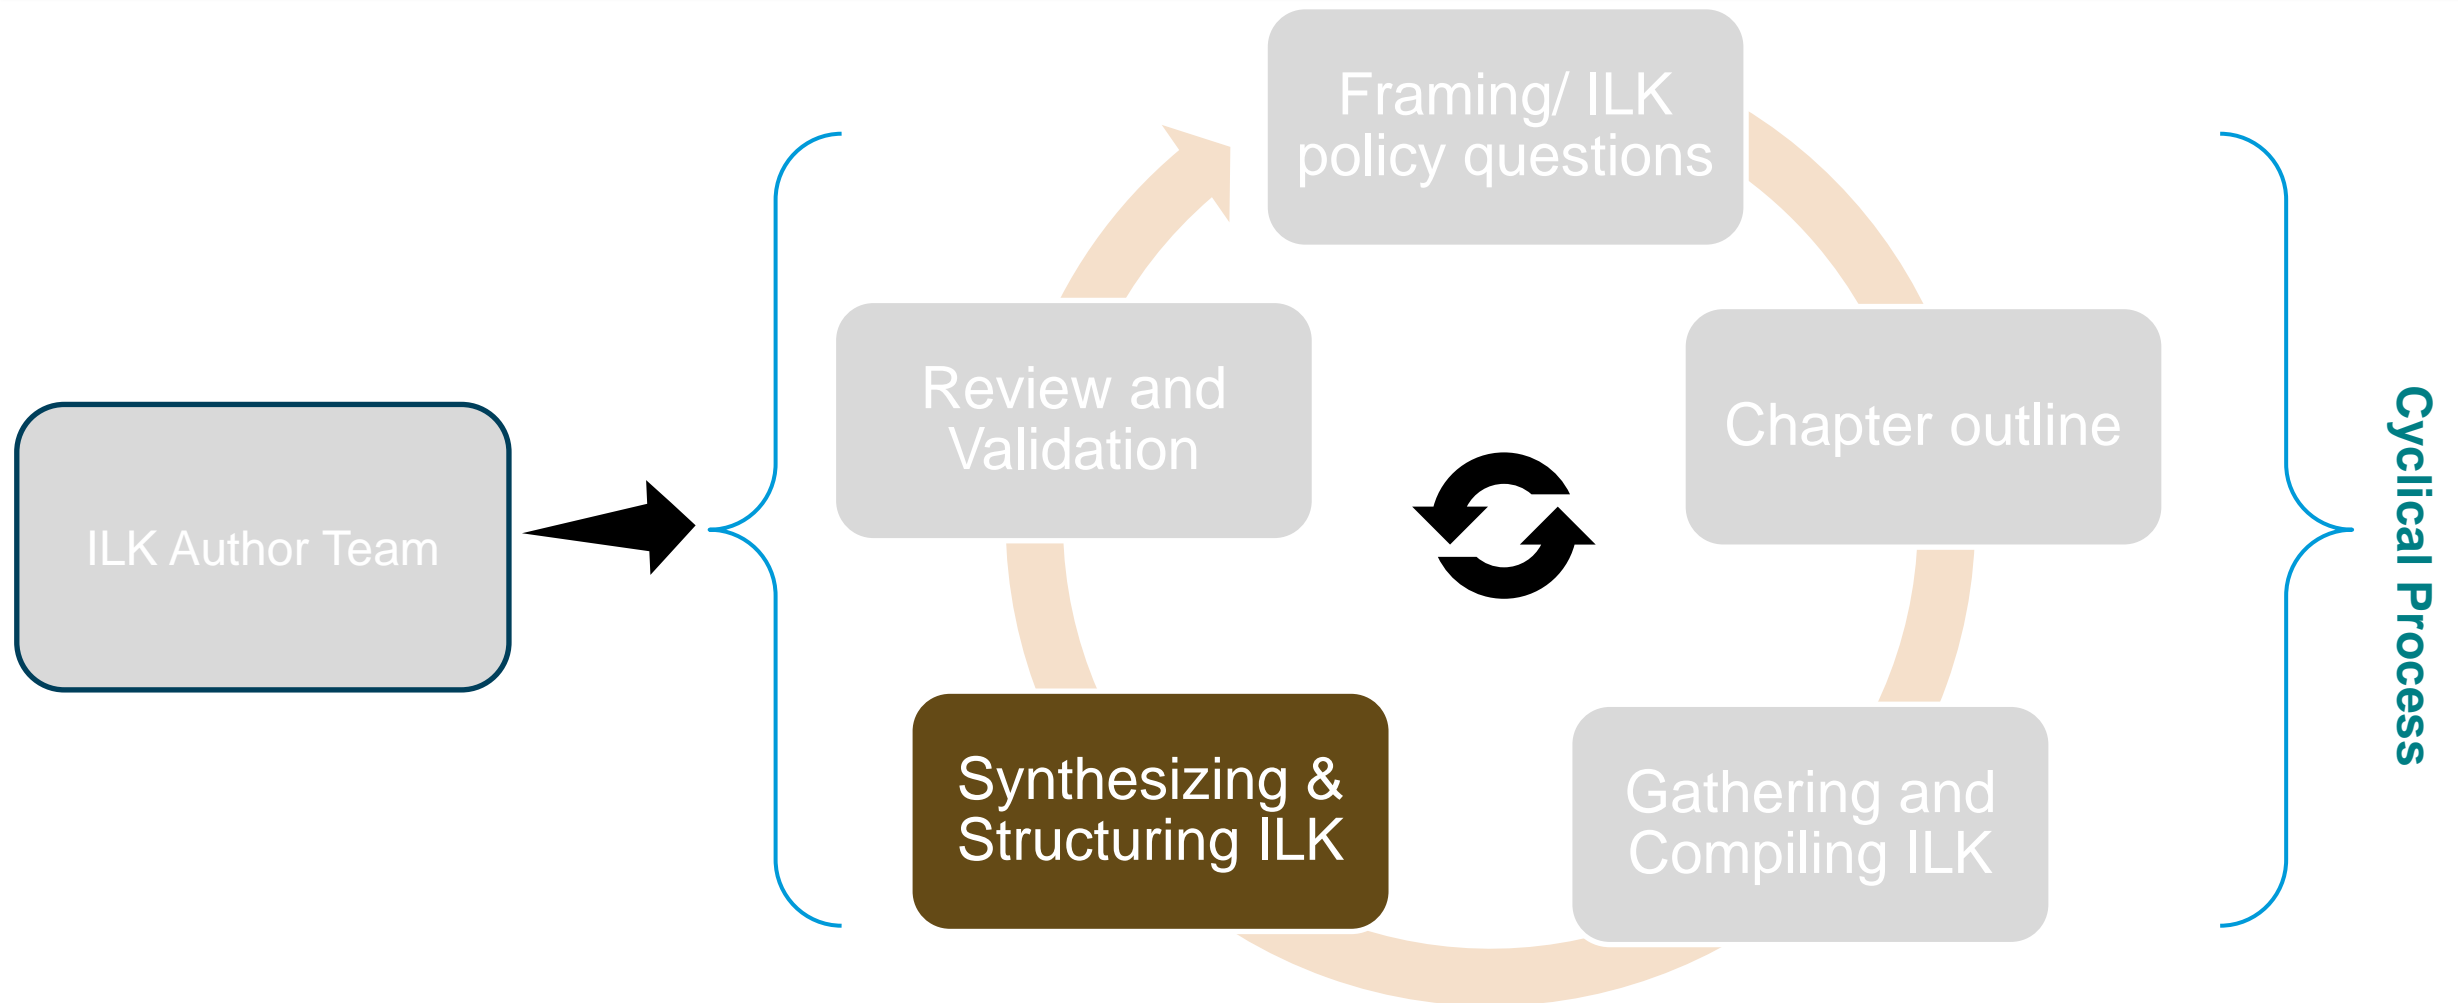 ILK Author Team
Framing/ ILK
policy questions
Chapter outline
Gathering and
Compiling ILK
Synthesizing &
Structuring ILK
Review and
Validation
Cyclical Process